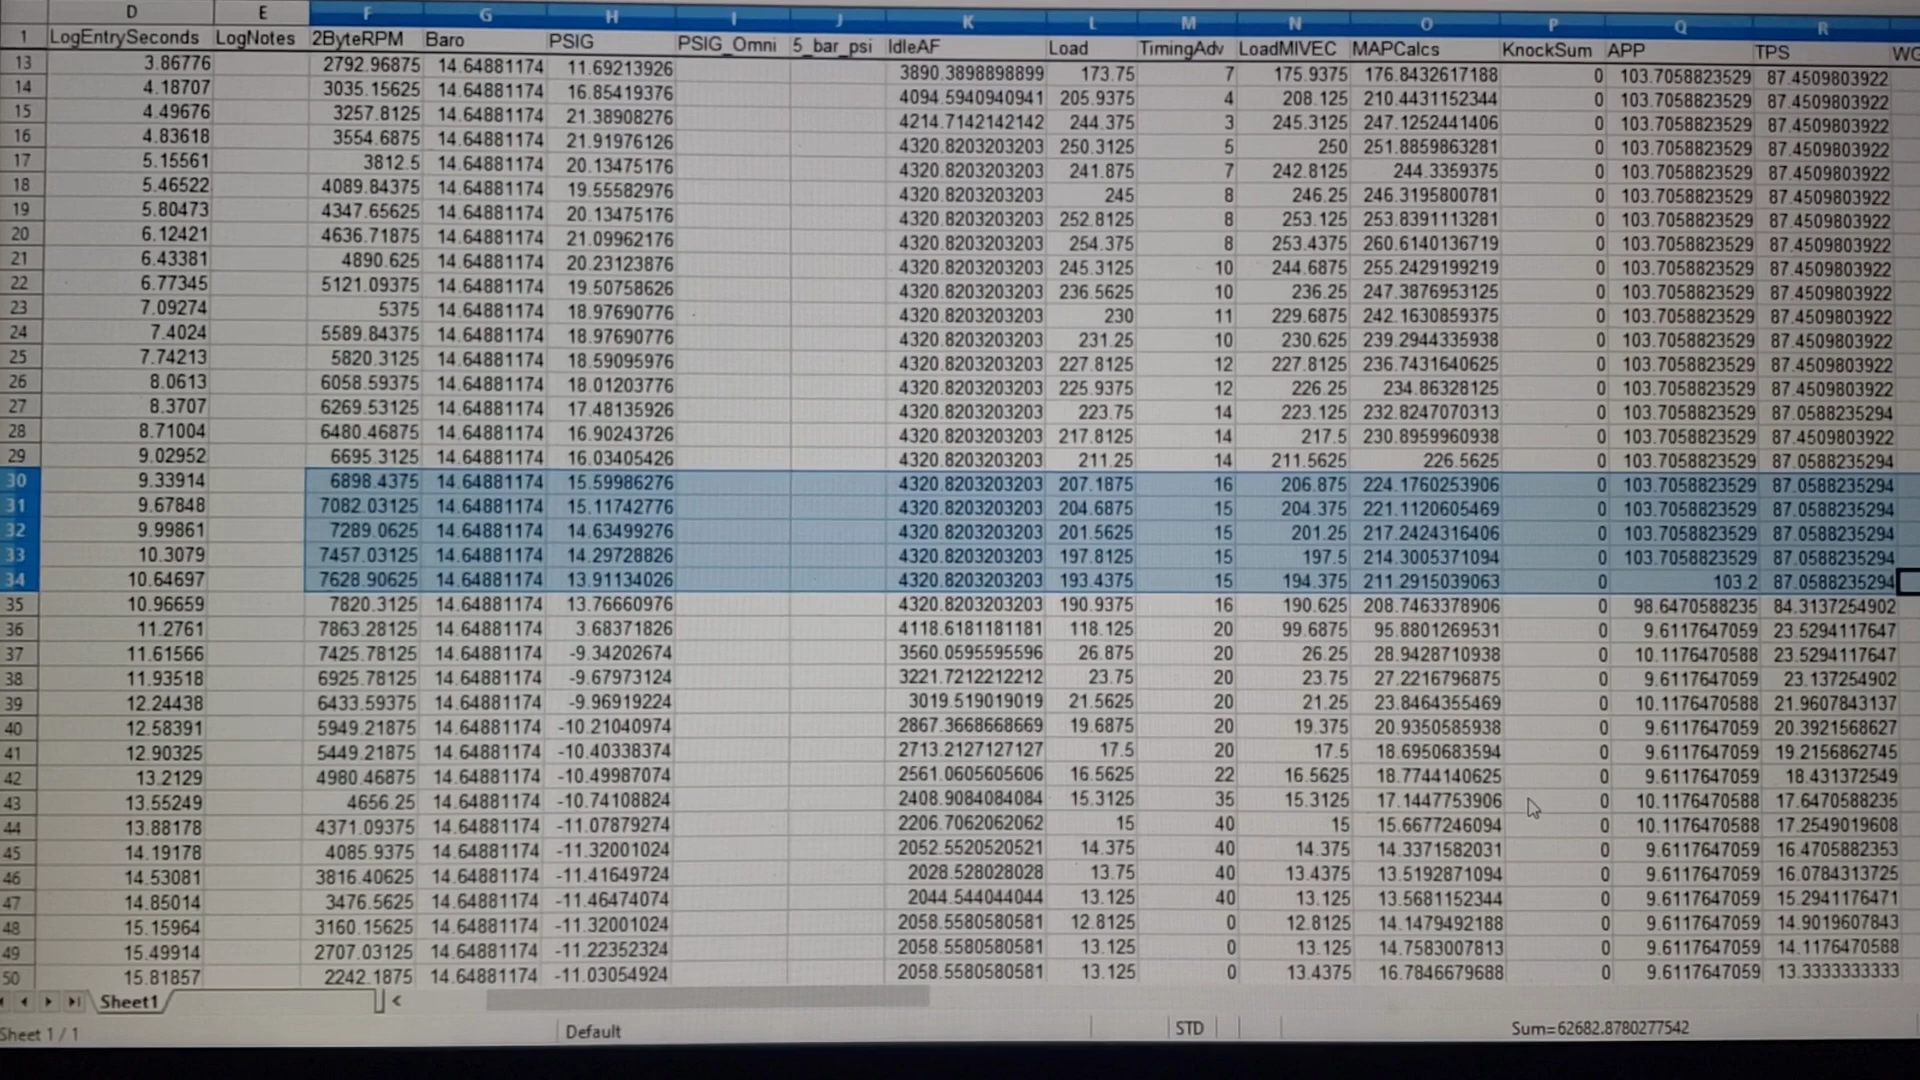 D E F G H I J K L M N O P Q R
1 LogEntrySeconds LogNotes 2ByteRPM Baro PSIG PSIG_Omni 5_bar_psi IdleAF Load TimingAdv LoadMIVEC MAPCalcs KnockSum APP TPS
13 3.86776 2792.96875 14.64881174 11.69213926 3890.3898898899 173.75 7 175.9375 176.8432617188 0 103.7058823529 87.4509803922
14 4.18707 3035.15625 14.64881174 16.85419376 4094.5940940941 205.9375 4 208.125 210.4431152344 0 103.7058823529 87.4509803922
15 4.49676 3257.8125 14.64881174 21.38908276 4214.7142142142 244.375 3 245.3125 247.1252441406 0 103.7058823529 87.4509803922
16 4.83618 3554.6875 14.64881174 21.91976126 4320.8203203203 250.3125 5 250 251.8859863281 0 103.7058823529 87.4509803922
17 5.15561 3812.5 14.64881174 20.13475176 4320.8203203203 241.875 7 242.8125 244.3359375 0 103.7058823529 87.4509803922
18 5.46522 4089.84375 14.64881174 19.55582976 4320.8203203203 245 8 246.25 246.3195800781 0 103.7058823529 87.4509803922
19 5.80473 4347.65625 14.64881174 20.13475176 4320.8203203203 252.8125 8 253.125 253.8391113281 0 103.7058823529 87.4509803922
20 6.12421 4636.71875 14.64881174 21.09962176 4320.8203203203 254.375 8 253.4375 260.6140136719 0 103.7058823529 87.4509803922
21 6.43381 4890.625 14.64881174 20.23123876 4320.8203203203 245.3125 10 244.6875 255.2429199219 0 103.7058823529 87.4509803922
22 6.77345 5121.09375 14.64881174 19.50758626 4320.8203203203 236.5625 10 236.25 247.3876953125 0 103.7058823529 87.4509803922
23 7.09274 5375 14.64881174 18.97690776 4320.8203203203 230 11 229.6875 242.1630859375 0 103.7058823529 87.4509803922
24 7.4024 5589.84375 14.64881174 18.97690776 4320.8203203203 231.25 10 230.625 239.2944335938 0 103.7058823529 87.4509803922
25 7.74213 5820.3125 14.64881174 18.59095976 4320.8203203203 227.8125 12 227.8125 236.7431640625 0 103.7058823529 87.4509803922
26 8.0613 6058.59375 14.64881174 18.01203776 4320.8203203203 225.9375 12 226.25 234.86328125 0 103.7058823529 87.4509803922
27 8.3707 6269.53125 14.64881174 17.48135926 4320.8203203203 223.75 14 223.125 232.8247070313 0 103.7058823529 87.0588235294
28 8.71004 6480.46875 14.64881174 16.90243726 4320.8203203203 217.8125 14 217.5 230.8959960938 0 103.7058823529 87.4509803922
29 9.02952 6695.3125 14.64881174 16.03405426 4320.8203203203 211.25 14 211.5625 226.5625 0 103.7058823529 87.0588235294
30 9.33914 6898.4375 14.64881174 15.59986276 4320.8203203203 207.1875 16 206.875 224.1760253906 0 103.7058823529 87.0588235294
31 9.67848 7082.03125 14.64881174 15.11742776 4320.8203203203 204.6875 15 204.375 221.1120605469 0 103.7058823529 87.0588235294
32 9.99861 7289.0625 14.64881174 14.63499276 4320.8203203203 201.5625 15 201.25 217.2424316406 0 103.7058823529 87.0588235294
33 10.3079 7457.03125 14.64881174 14.29728826 4320.8203203203 197.8125 15 197.5 214.3005371094 0 103.7058823529 87.0588235294
34 10.64697 7628.90625 14.64881174 13.91134026 4320.8203203203 193.4375 15 194.375 211.2915039063 0 103.2 87.0588235294
35 10.96659 7820.3125 14.64881174 13.76660976 4320.8203203203 190.9375 16 190.625 208.7463378906 0 98.6470588235 84.3137254902
36 11.2761 7863.28125 14.64881174 3.68371826 4118.6181181181 118.125 20 99.6875 95.8801269531 0 9.6117647059 23.5294117647
37 11.61566 7425.78125 14.64881174 -9.34202674 3560.0595595596 26.875 20 26.25 28.9428710938 0 10.1176470588 23.5294117647
38 11.93518 6925.78125 14.64881174 -9.67973124 3221.7212212212 23.75 20 23.75 27.2216796875 0 9.6117647059 23.137254902
39 12.24438 6433.59375 14.64881174 -9.96919224 3019.519019019 21.5625 20 21.25 23.8464355469 0 10.1176470588 21.9607843137
40 12.58391 5949.21875 14.64881174 -10.21040974 2867.3668668669 19.6875 20 19.375 20.9350585938 0 9.6117647059 20.3921568627
41 12.90325 5449.21875 14.64881174 -10.40338374 2713.2127127127 17.5 20 17.5 18.6950683594 0 9.6117647059 19.2156862745
42 13.2129 4980.46875 14.64881174 -10.49987074 2561.0605605606 16.5625 22 16.5625 18.7744140625 0 9.6117647059 18.431372549
43 13.55249 4656.25 14.64881174 -10.74108824 2408.9084084084 15.3125 35 15.3125 17.1447753906 0 10.1176470588 17.6470588235
44 13.88178 4371.09375 14.64881174 -11.07879274 2206.7062062062 15 40 15 15.6677246094 0 10.1176470588 17.2549019608
45 14.19178 4085.9375 14.64881174 -11.32001024 2052.5520520521 14.375 40 14.375 14.3371582031 0 9.6117647059 16.4705882353
46 14.53081 3816.40625 14.64881174 -11.41649724 2028.528028028 13.75 40 13.4375 13.5192871094 0 9.6117647059 16.0784313725
47 14.85014 3476.5625 14.64881174 -11.46474074 2044.544044044 13.125 40 13.125 13.5681152344 0 9.6117647059 15.2941176471
48 15.15964 3160.15625 14.64881174 -11.32001024 2058.5580580581 12.8125 0 12.8125 14.1479492188 0 9.6117647059 14.9019607843
49 15.49914 2707.03125 14.64881174 -11.22352324 2058.5580580581 13.125 0 13.125 14.7583007813 0 9.6117647059 14.1176470588
50 15.81857 2242.1875 14.64881174 -11.03054924 2058.5580580581 13.125 0 13.4375 16.7846679688 0 9.6117647059 13.3333333333
Sheet1
Sheet 1 / 1 Default STD Sum=62682.8780277542